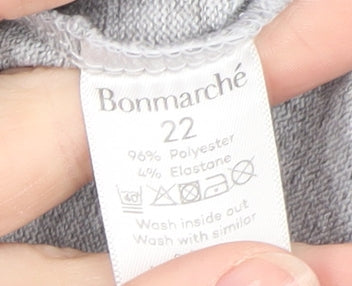 Bonmarché
22
96% Polyester
4% Elastane
40
Wash inside out
Wash with similar